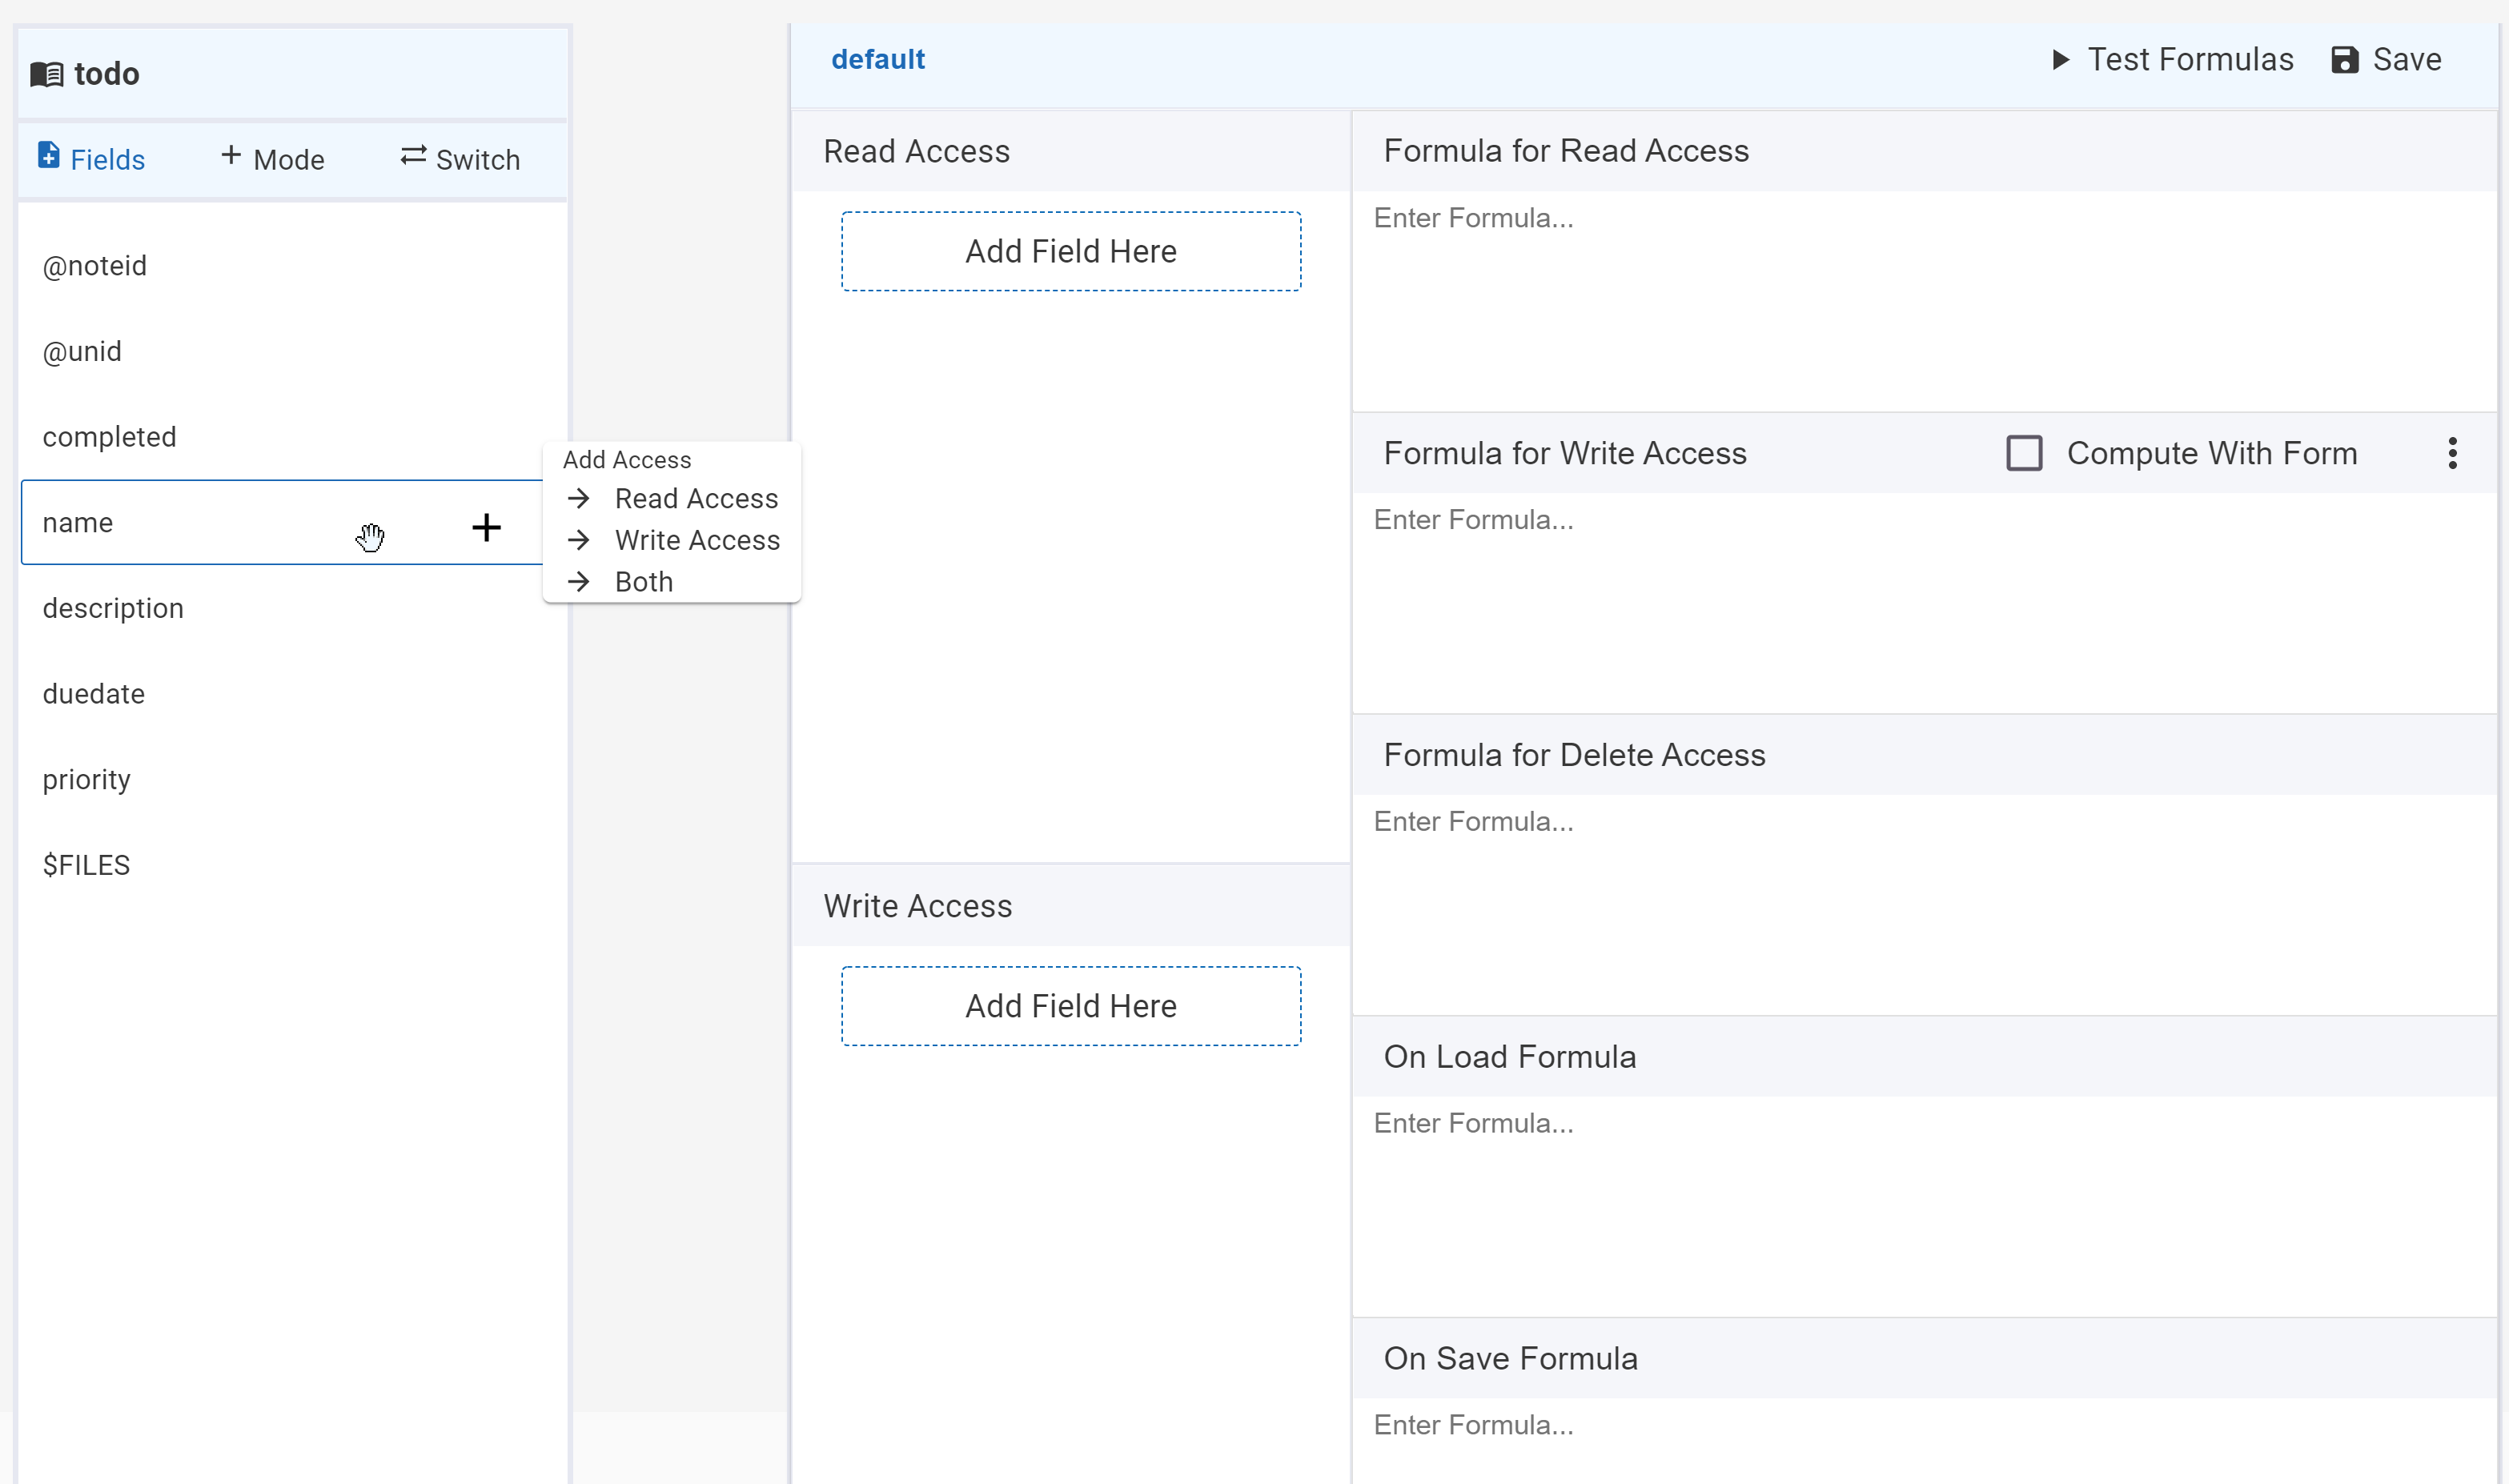 todo
Fields
Mode
Switch
@noteid
@unid
completed
name
description
duedate
priority
$FILES
Add Access
Read Access
Write Access
Both
default
Test Formulas
Save
Read Access
Add Field Here
Write Access
Add Field Here
Formula for Read Access
Enter Formula...
Formula for Write Access
Compute With Form
Enter Formula...
Formula for Delete Access
Enter Formula...
On Load Formula
Enter Formula...
On Save Formula
Enter Formula...